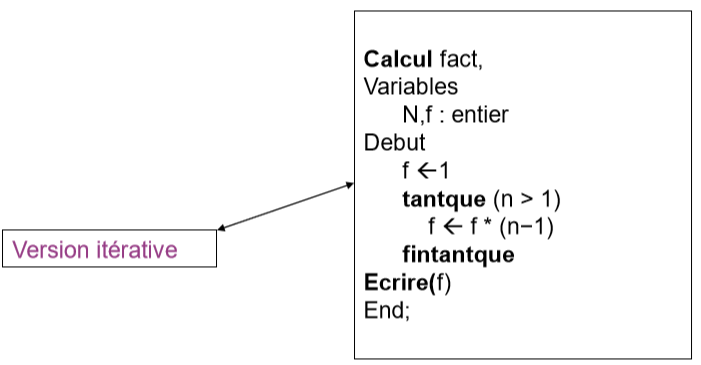 Calcul fact,
Variables
N,f : entier
Debut
f ←1
tantque (n > 1)
f ← f * (n−1)
fintantque
Ecrire(f)
End;
Version itérative